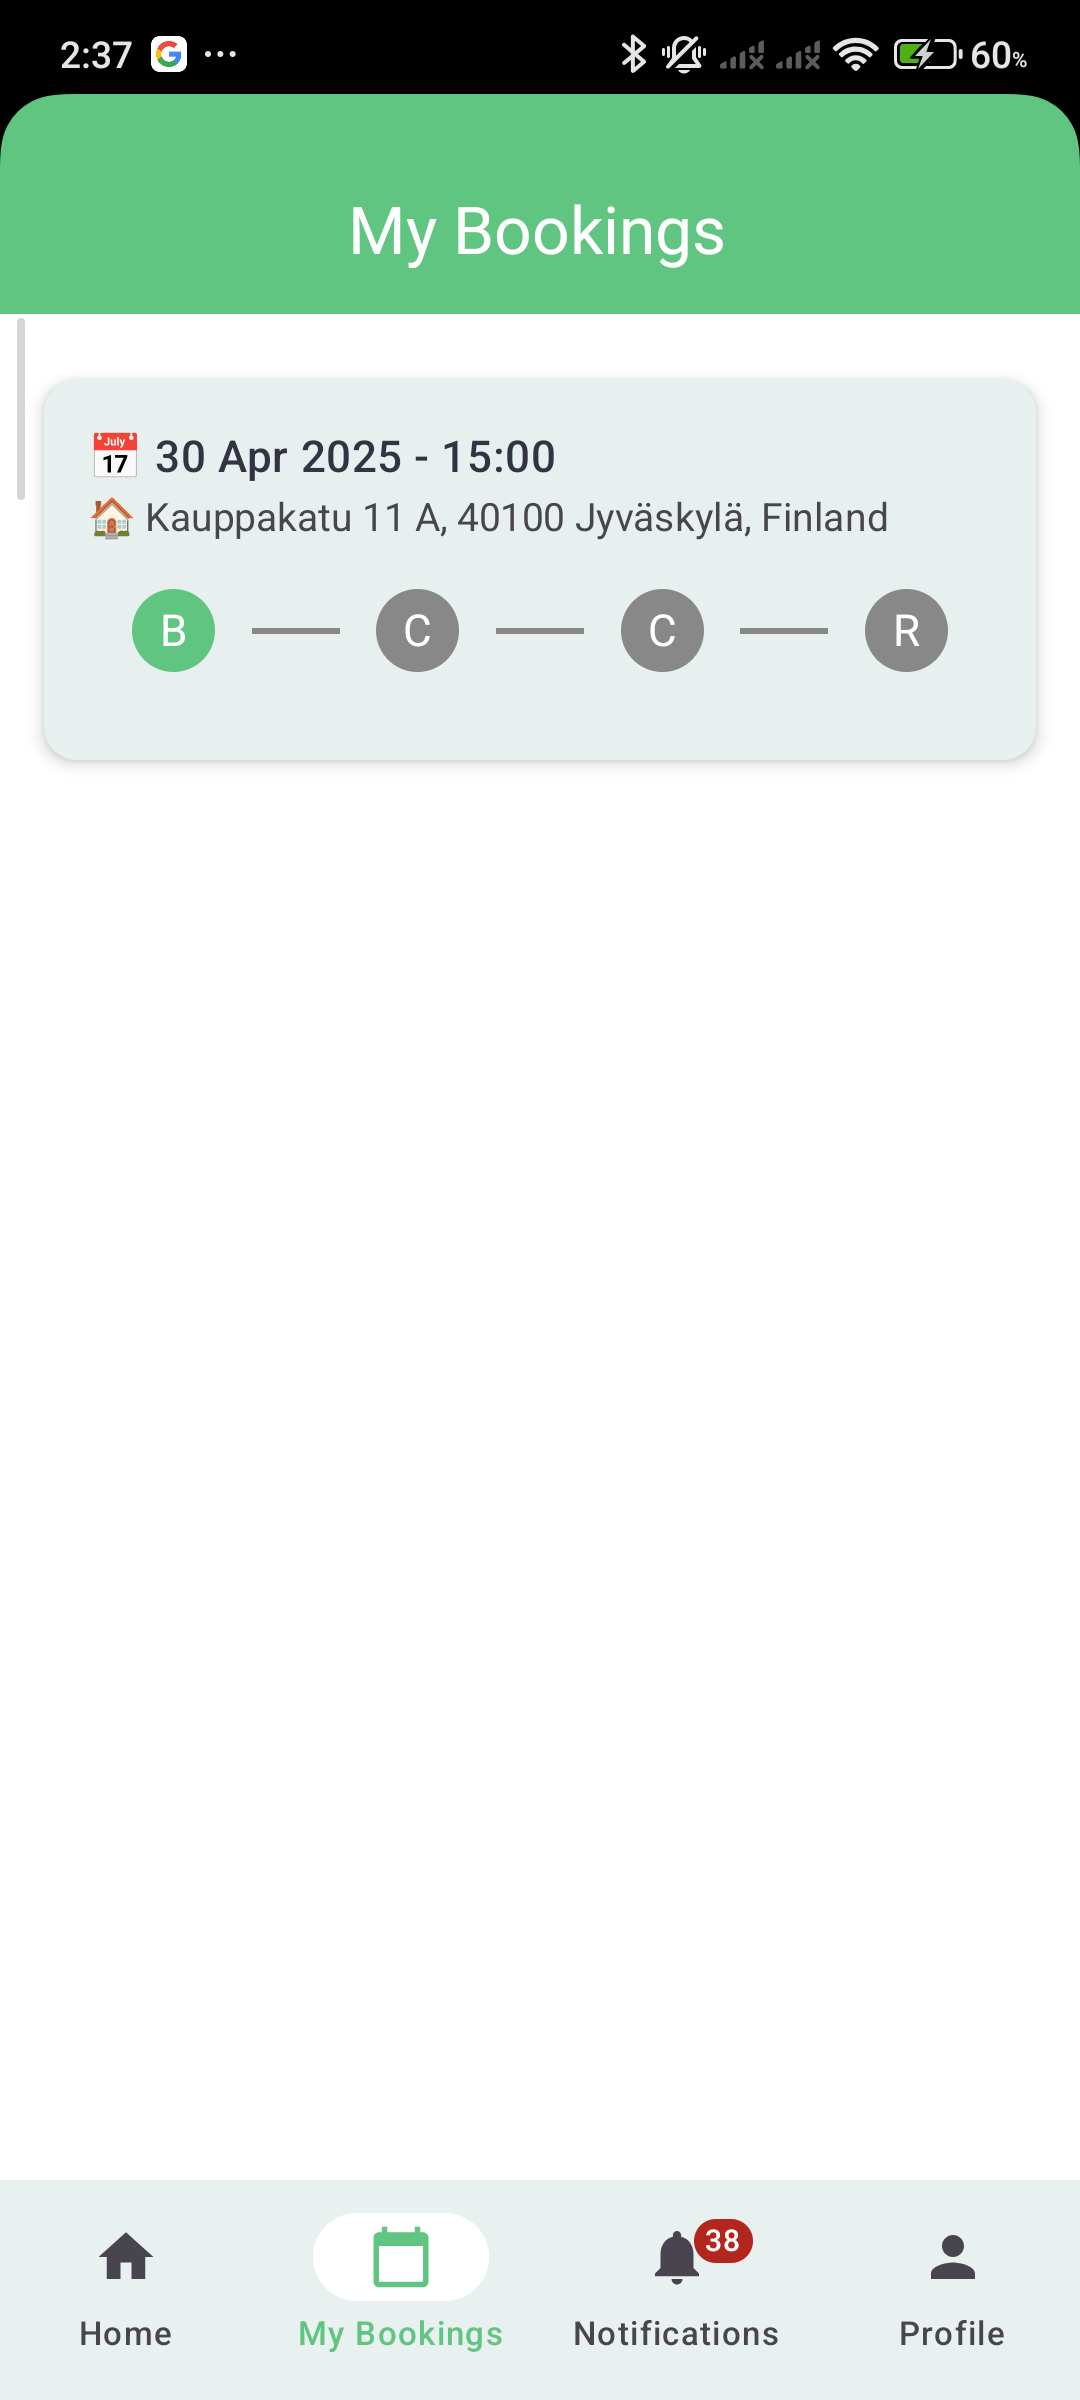 2:37 60%
My Bookings
July
17
30 Apr 2025 - 15:00
Kauppakatu 11 A, 40100 Jyväskylä, Finland
B C C R
38
Home My Bookings Notifications Profile